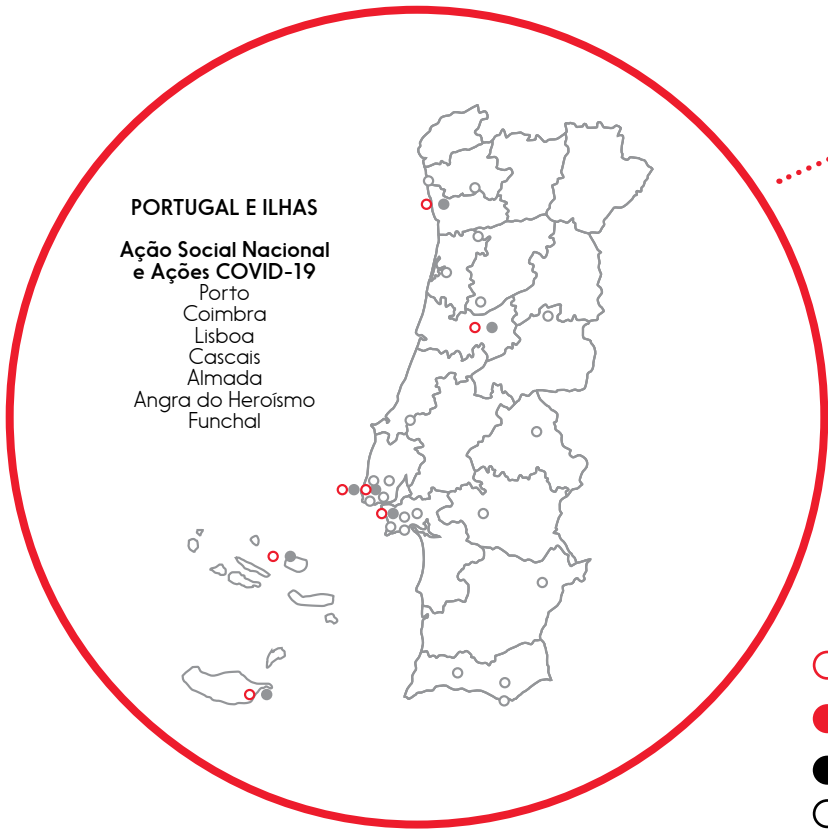 PORTUGAL E ILHAS
Ação Social Nacional
e Ações COVID-19
Porto
Coimbra
Lisboa
Cascais
Almada
Angra do Heroísmo
Funchal